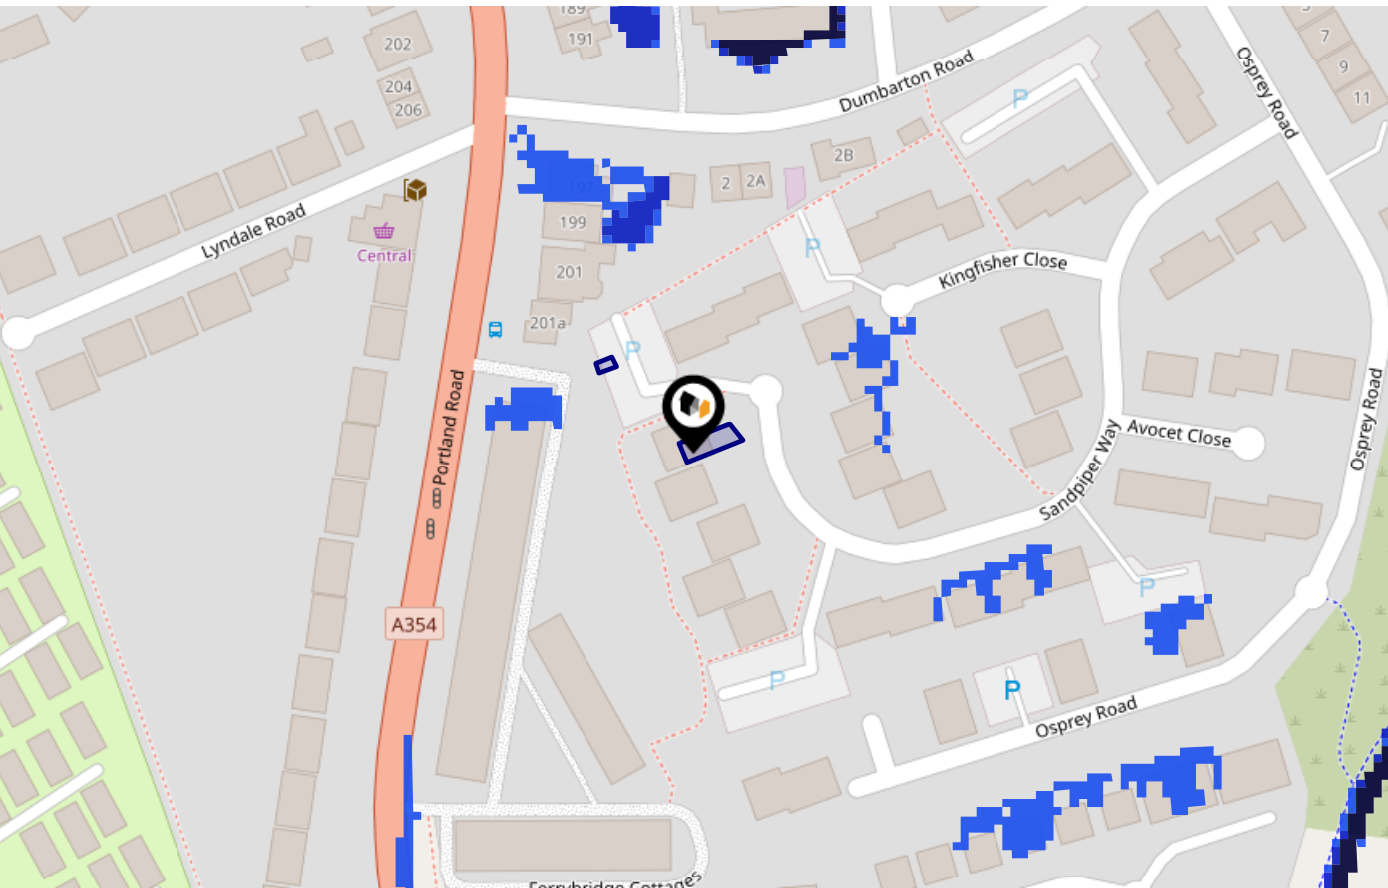 189
191
202
204
206
7
9
11
Osprey Road
Dumbarton Road
P
2B
2
2A
197
199
201
201a
Lyndale Road
Central
P
Kingfisher Close
P
Portland Road
Avocet Close
Osprey Road
Sandpiper Way
A354
P
P
P
Osprey Road
Ferrybridge Cottages